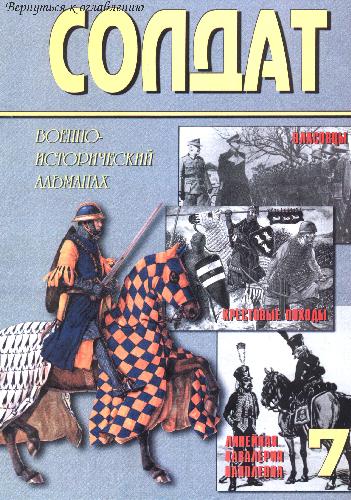 Вернуться к оглавлению
СОЛДАТ
ВОЕННО-
ИСТОРИЧЕСКИЙ
АЛЬМАНАХ
ВЛАСОВЦЫ
КРЕСТОВЫЕ ПОХОДЫ
ЛИНЕЙНАЯ
КАВАЛЕРИЯ
НАПОЛЕОНА
7